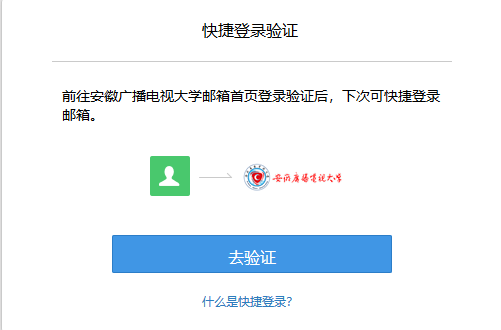 快捷登录验证
前往安徽广播电视大学邮箱首页登录验证后，下次可快捷登录
邮箱。
安徽广播电视大学
去验证
什么是快捷登录?